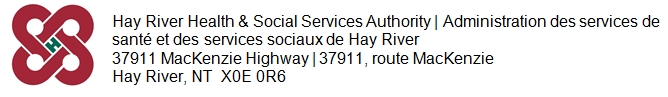 Hay River Health & Social Services Authority | Administration des services de
santé et des services sociaux de Hay River
37911 MacKenzie Highway | 37911, route MacKenzie
Hay River, NT  X0E 0R6
H